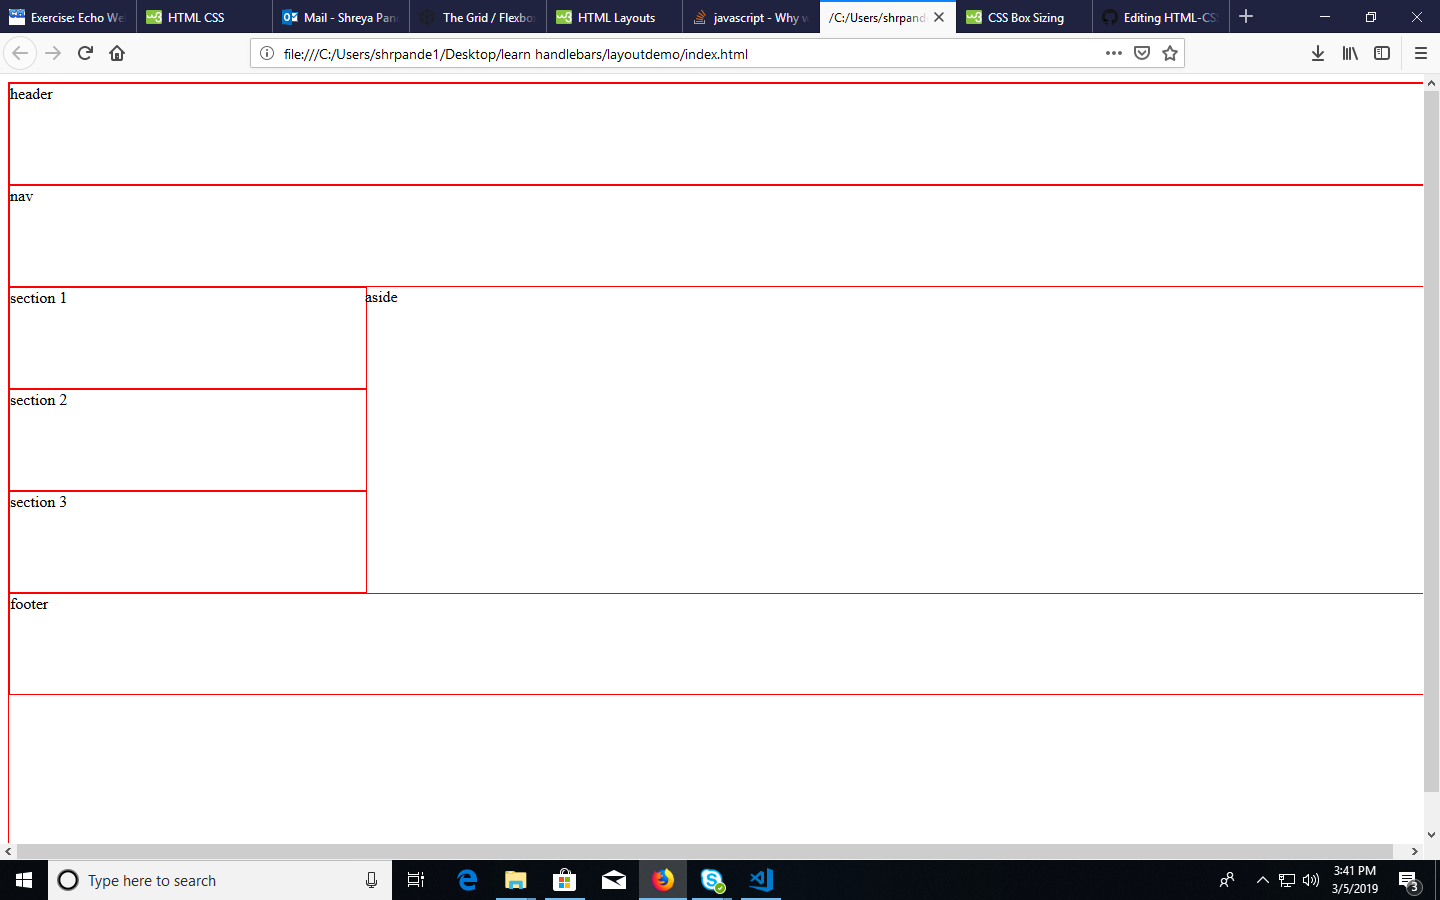 Exercise: Echo We
HTML CSS
Mail - Shreya Pan
The Grid / Flexbo
HTML Layouts
javascript - Why w
/C:/Users/shrpande
CSS Box Sizing
Editing HTML-CS
file:///C:/Users/shrpande1/Desktop/learn handlebars/layoutdemo/index.html
header
nav
section 1
aside
section 2
section 3
footer
Type here to search
3:41 PM
3/5/2019
3